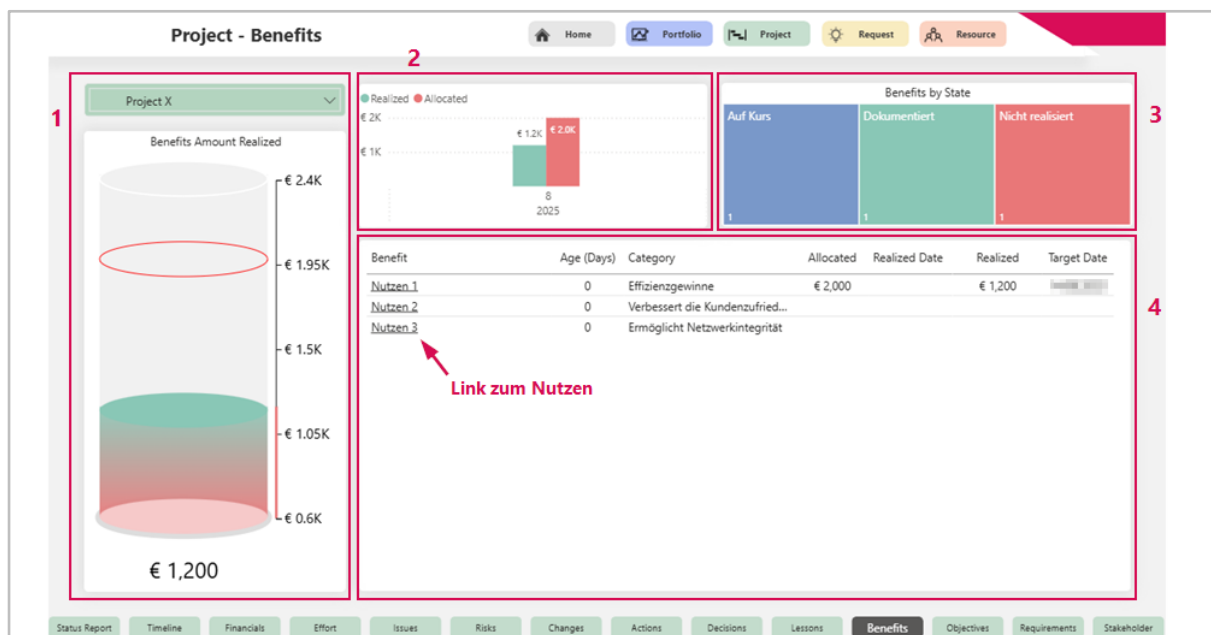 Project - Benefits
Home
Portfolio
Project
Request
Resource
1
Project X
Benefits Amount Realized
€ 2.4K
€ 1.95K
€ 1.5K
€ 1.05K
€ 0.6K
€ 1,200
2
Realized Allocated
€ 2K
€ 1K
€ 1.2K
€ 2.0K
8
2025
3
Benefits by State
Auf Kurs
1
Dokumentiert
1
Nicht realisiert
1
4
Benefit Age (Days) Category Allocated Realized Date Realized Target Date
Nutzen 1 0 Effizienzgewinne € 2,000 € 1,200
Nutzen 2 0 Verbessert die Kundenzufried...
Nutzen 3 0 Ermöglicht Netzwerkintegrität
Link zum Nutzen
Status Report Timeline Financials Effort Issues Risks Changes Actions Decisions Lessons Benefits Objectives Requirements Stakeholder